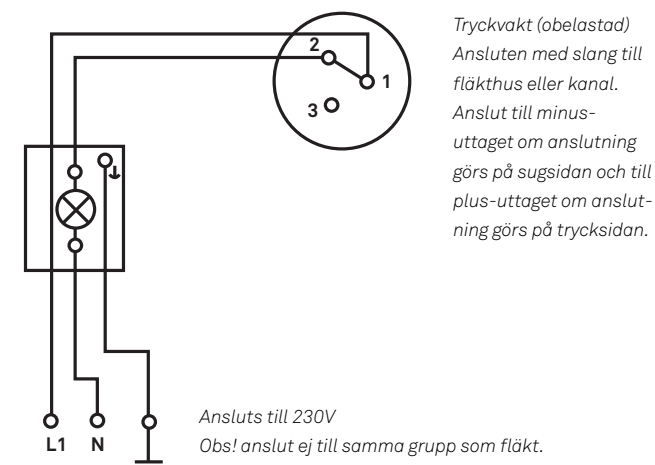 Tryckvakt (obelastad)
Ansluten med slang till
fläkthus eller kanal.
Anslut till minus-
uttaget om anslutning
görs på sugsidan och till
plus-uttaget om anslut-
ning görs på trycksidan.
2
1
3
L1 N
Ansluts till 230V
Obs! anslut ej till samma grupp som fläkt.